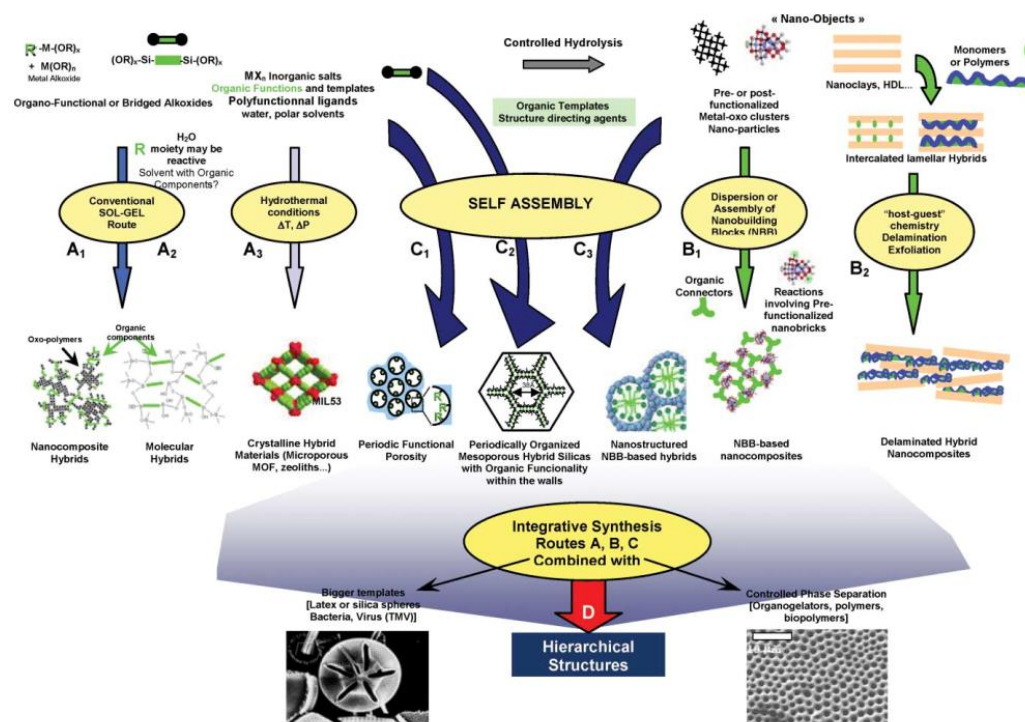 R -M-(OR)x
+ M(OR)n
Metal Alkoxide
(OR)x-Si- -Si-(OR)x
Organo-Functional or Bridged Alkoxides
MXn Inorganic salts
Organic Functions and templates
Polyfunctionnal ligands
water, polar solvents
Controlled Hydrolysis
Organic Templates
Structure directing agents
« Nano-Objects »
Pre- or post-
functionalized
Metal-oxo clusters
Nano-particles
Nanoclays, HDL...
Monomers
or Polymers
Intercalated lamellar Hybrids
H2O
R moiety may be
reactive
Solvent with Organic
Components?
Conventional
SOL-GEL
Route
A1
A2
Hydrothermal
conditions
ΔT, ΔP
A3
SELF ASSEMBLY
C1
C2
C3
Dispersion or
Assembly of
Nanobuilding
Blocks (NBB)
B1
"host-guest"
chemistry
Delamination
Exfoliation
B2
Organic
Connectors
Reactions
involving Pre-
functionalized
nanobricks
Oxo-polymers
Organic
components
MIL53
R
R
R
Nanocomposite
Hybrids
Molecular
Hybrids
Crystalline Hybrid
Materials (Microporous
MOF, zeoliths...)
Periodic Functional
Porosity
Periodically Organized
Mesoporous Hybrid Silicas
with Organic Funcionality
within the walls
Nanostructured
NBB-based hybrids
NBB-based
nanocomposites
Delaminated Hybrid
Nanocomposites
Integrative Synthesis
Routes A, B, C
Combined with
Bigger templates
[Latex or silica spheres
Bacteria, Virus (TMV)]
D
Controlled Phase Separation
[Organogelators, polymers,
biopolymers]
Hierarchical
Structures